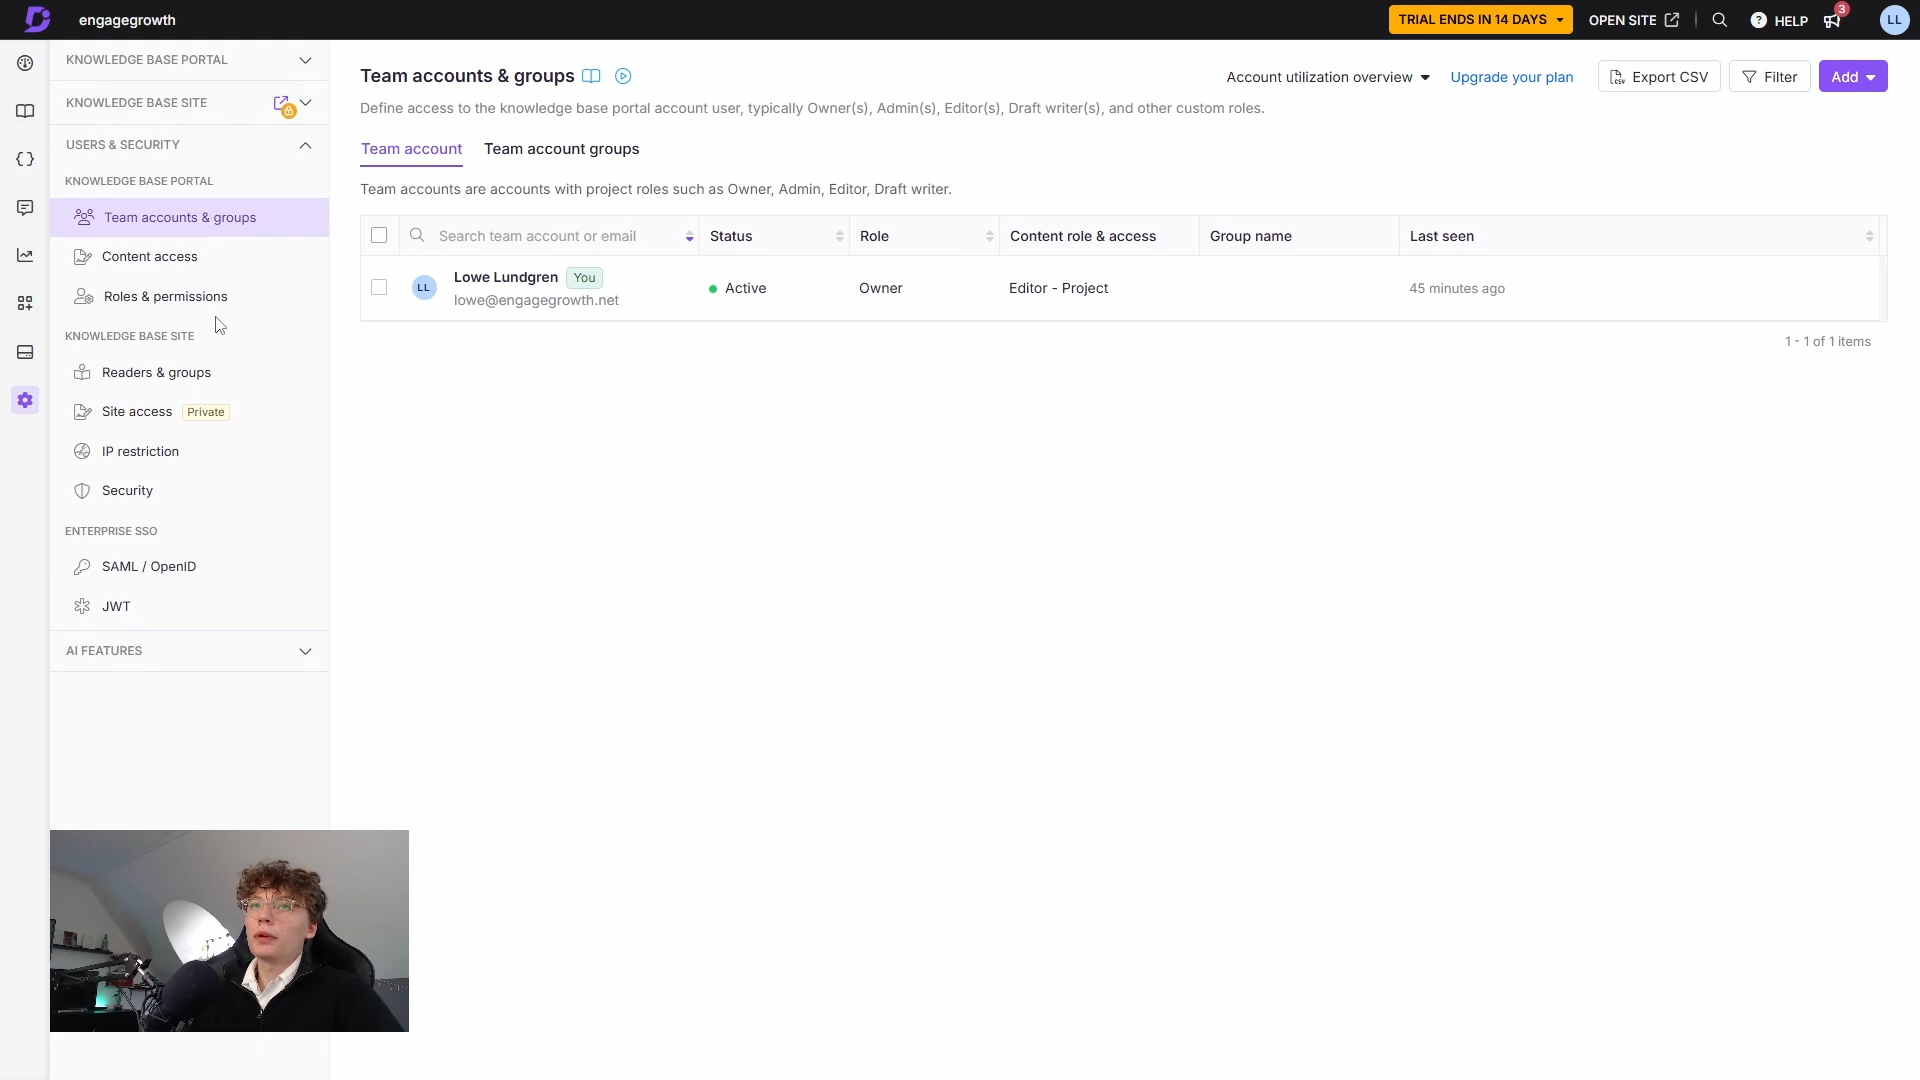 engagegrowth
TRIAL ENDS IN 14 DAYS
OPEN SITE
? HELP
3
LL
KNOWLEDGE BASE PORTAL
KNOWLEDGE BASE SITE
USERS & SECURITY
KNOWLEDGE BASE PORTAL
Team accounts & groups
Content access
Roles & permissions
KNOWLEDGE BASE SITE
Readers & groups
Site access Private
IP restriction
Security
ENTERPRISE SSO
SAML / OpenID
JWT
AI FEATURES
Team accounts & groups
Account utilization overview
Upgrade your plan
CSV Export CSV
Filter
Add
Define access to the knowledge base portal account user, typically Owner(s), Admin(s), Editor(s), Draft writer(s), and other custom roles.
Team account
Team account groups
Team accounts are accounts with project roles such as Owner, Admin, Editor, Draft writer.
Search team account or email
Status
Role
Content role & access
Group name
Last seen
LL
Lowe Lundgren You
lowe@engagegrowth.net
Active
Owner
Editor - Project
45 minutes ago
1 - 1 of 1 items